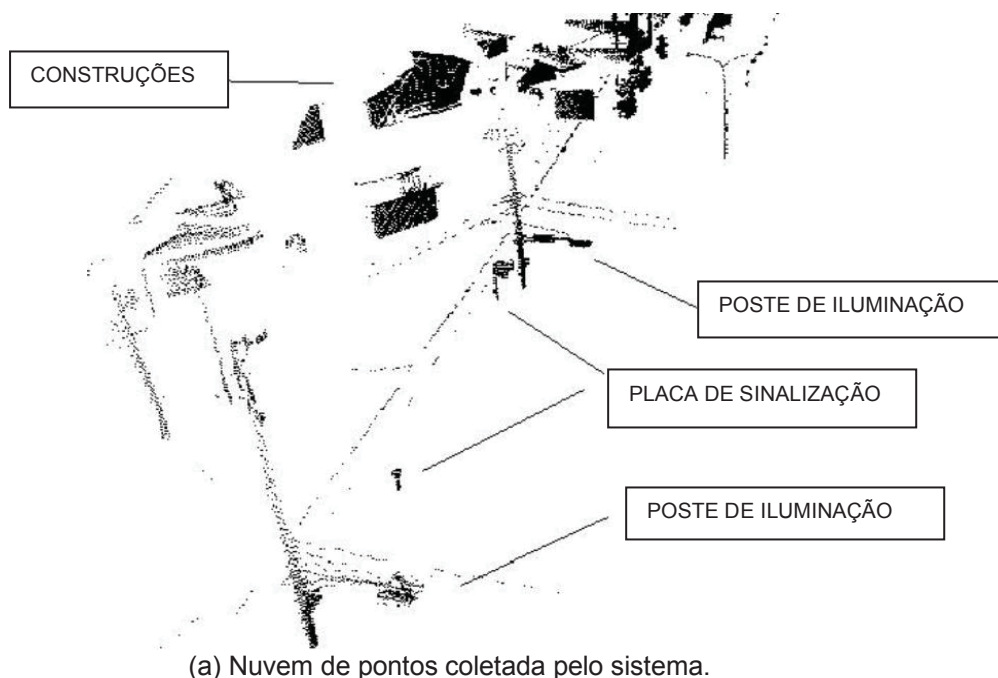 CONSTRUÇÕES
POSTE DE ILUMINAÇÃO
PLACA DE SINALIZAÇÃO
POSTE DE ILUMINAÇÃO
(a) Nuvem de pontos coletada pelo sistema.